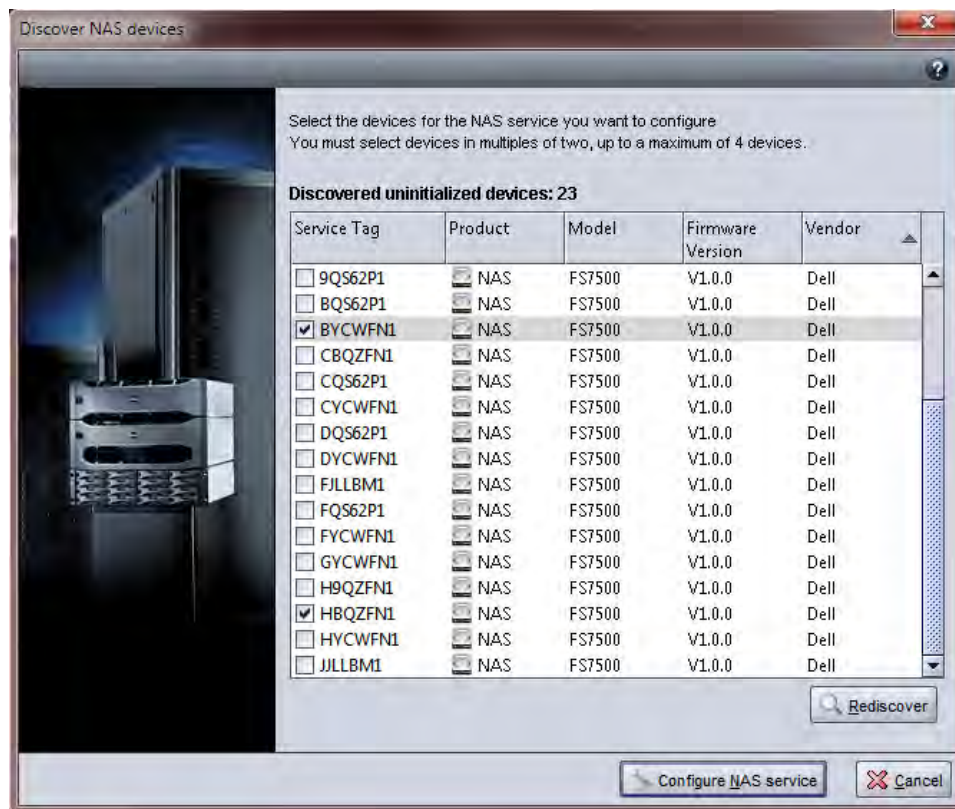 Discover NAS devices
?
Select the devices for the NAS service you want to configure
You must select devices in multiples of two, up to a maximum of 4 devices.
Discovered uninitialized devices: 23
Service Tag Product Model Firmware Version Vendor
9QS62P1 NAS FS7500 V1.0.0 Dell
BQS62P1 NAS FS7500 V1.0.0 Dell
BYCWFN1 NAS FS7500 V1.0.0 Dell
CBQZFN1 NAS FS7500 V1.0.0 Dell
CQS62P1 NAS FS7500 V1.0.0 Dell
CYCWFN1 NAS FS7500 V1.0.0 Dell
DQS62P1 NAS FS7500 V1.0.0 Dell
DYCWFN1 NAS FS7500 V1.0.0 Dell
FJLLBM1 NAS FS7500 V1.0.0 Dell
FQS62P1 NAS FS7500 V1.0.0 Dell
FYCWFN1 NAS FS7500 V1.0.0 Dell
GYCWFN1 NAS FS7500 V1.0.0 Dell
H9QZFN1 NAS FS7500 V1.0.0 Dell
HBQZFN1 NAS FS7500 V1.0.0 Dell
HYCWFN1 NAS FS7500 V1.0.0 Dell
JJLLBM1 NAS FS7500 V1.0.0 Dell
Rediscover
Configure NAS service Cancel